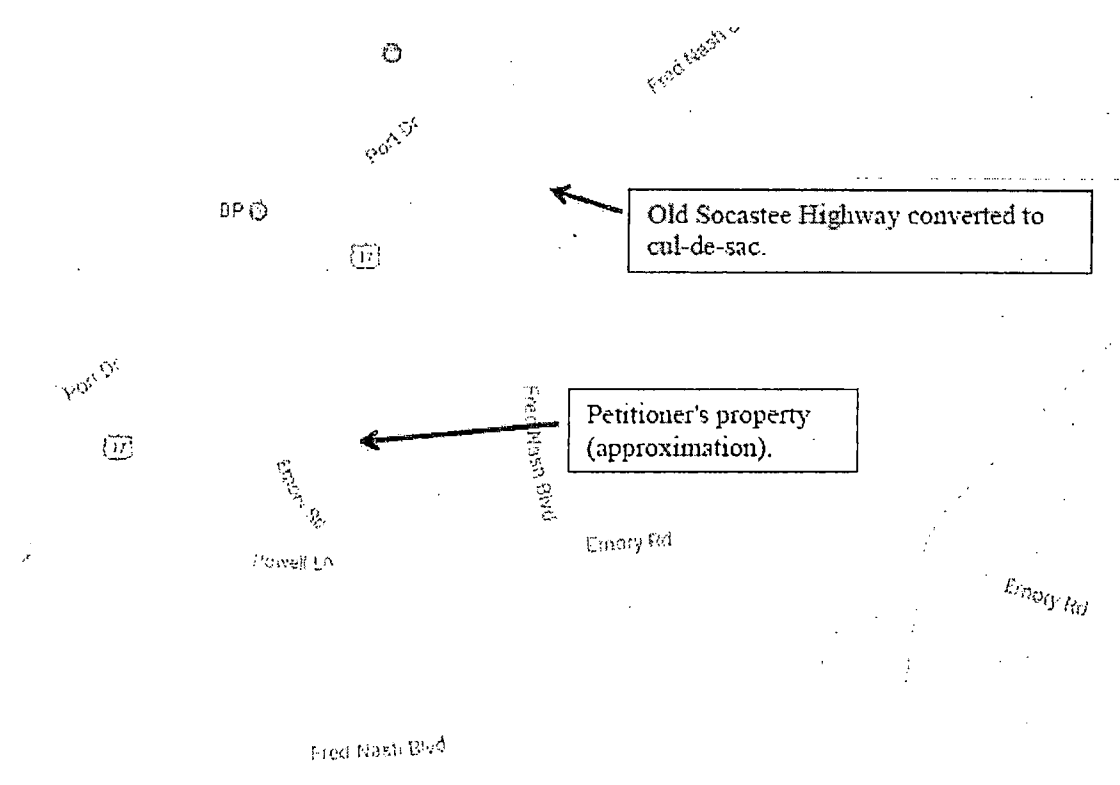 Fred Nash
Port Dr
BP
Old Socastee Highway converted to
cul-de-sac.
17
Port Dr
Fred Nash Blvd
Petitioner's property
(approximation).
17
Emory Rd
Emory Rd
Powell Ln
Emory Rd
Fred Nash Blvd